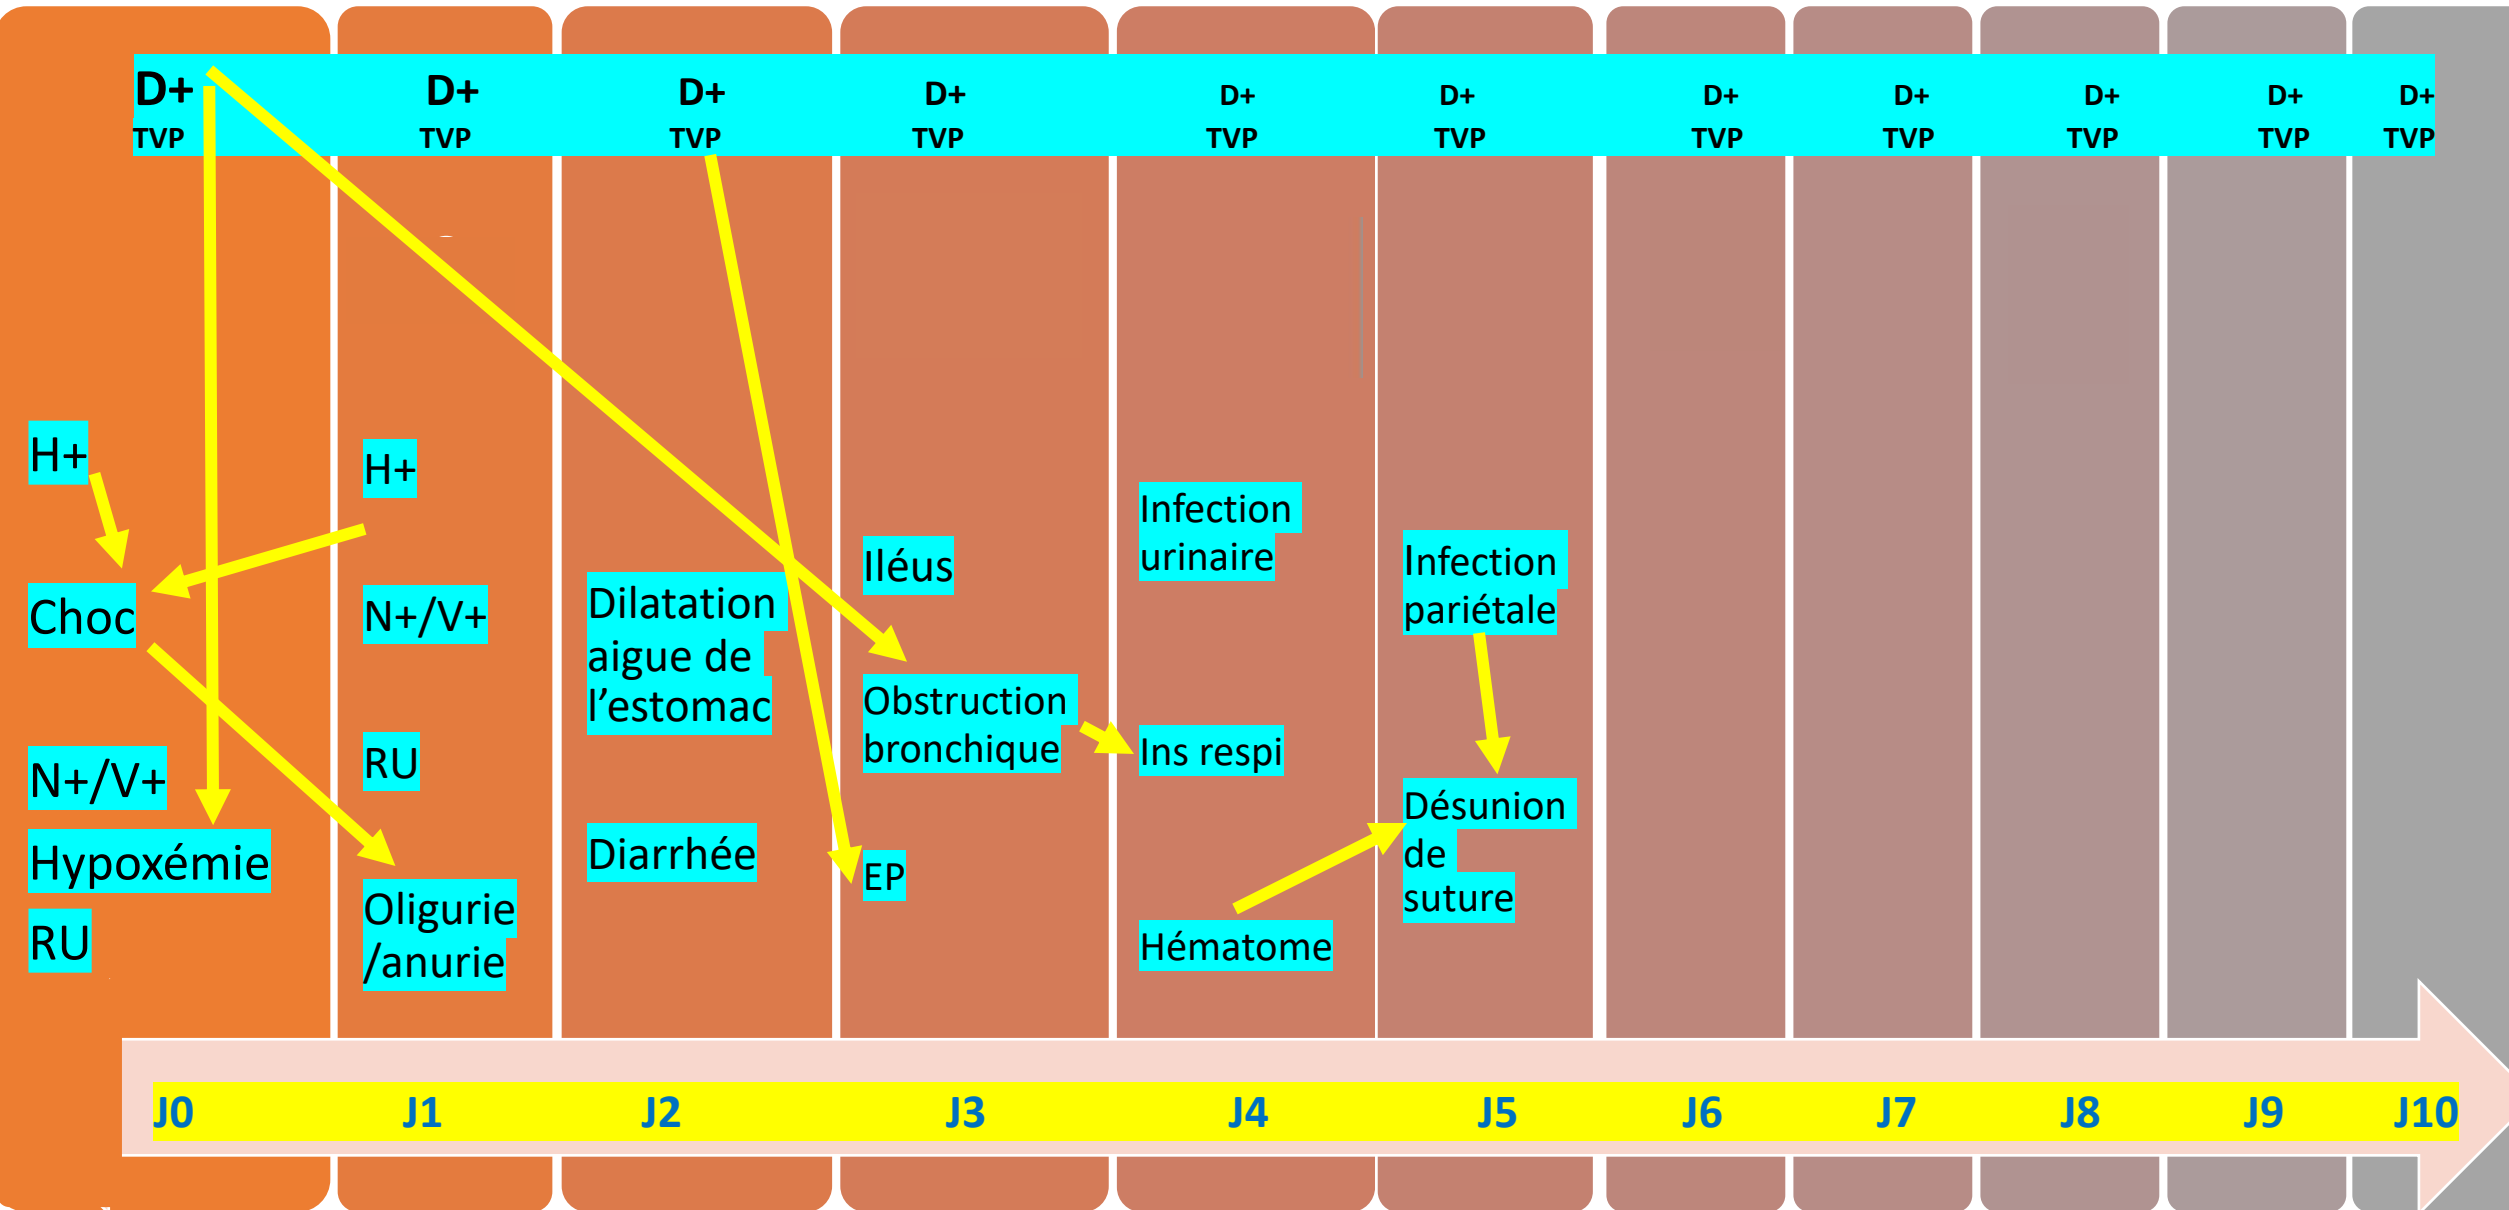 D+ D+ D+ D+ D+ D+ D+ D+ D+ D+ D+
TVP TVP TVP TVP TVP TVP TVP TVP TVP TVP TVP
H+
Choc
N+/V+
Hypoxémie
RU
H+
N+/V+
RU
Oligurie
/anurie
Dilatation
aigue de
l’estomac
Diarrhée
Iléus
Obstruction
bronchique
EP
Infection
urinaire
Ins respi
Hématome
Infection
pariétale
Désunion
de
suture
J0 J1 J2 J3 J4 J5 J6 J7 J8 J9 J10